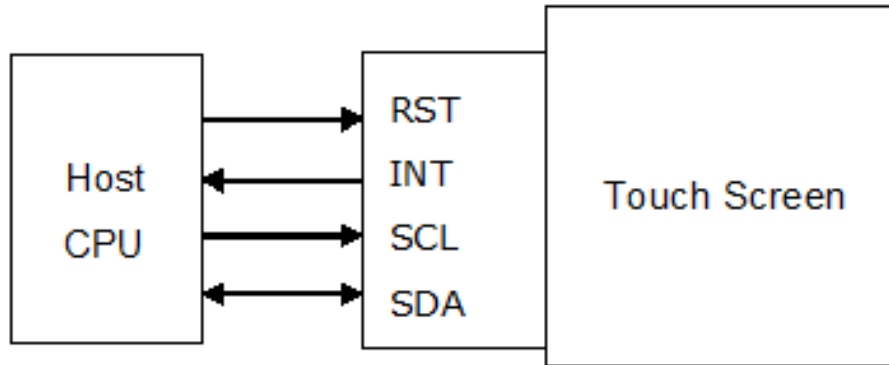 Host
CPU
RST
INT
SCL
SDA
Touch Screen